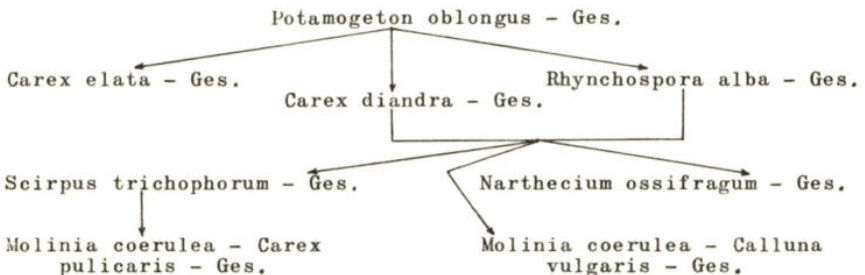 Potamogeton oblongus – Ges.
Carex elata – Ges.
Rhynchospora alba – Ges.
Carex diandra – Ges.
Scirpus trichophorum – Ges.
Narthecium ossifragum – Ges.
Molinia coerulea – Carex
pulicaris – Ges.
Molinia coerulea – Calluna
vulgaris – Ges.